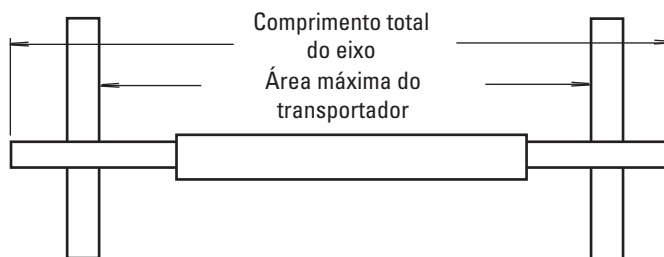 Comprimento total
do eixo
Área máxima do
transportador